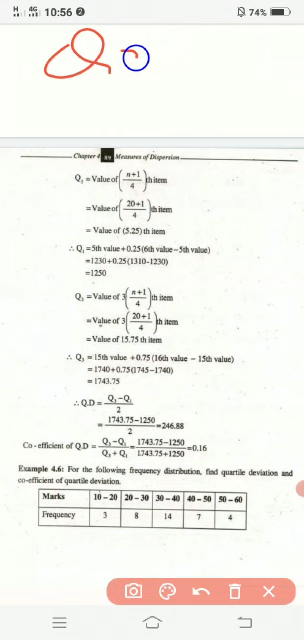 H 4G 10:56 74%
Chapter 4 89 Measures of Dispersion
Q₁ = Value of (n+1/4)th item
= Value of (20+1/4)th item
= Value of (5.25) th item
∴ Q₁ = 5th value + 0.25(6th value – 5th value)
= 1230 + 0.25 (1310-1230)
= 1250
Q₃ = Value of 3(n+1/4)th item
= Value of 3(20+1/4)th item
= Value of 15.75 th item
∴ Q₃ = 15th value + 0.75 (16th value – 15th value)
= 1740 + 0.75 (1745–1740)
= 1743.75
∴ Q.D = Q₃–Q₁/2
= 1743.75–1250/2 = 246.88
Co-efficient of Q.D = Q₃–Q₁/Q₃+Q₁ = 1743.75–1250/1743.75+1250 = 0.16
Example 4.6: For the following frequency distribution, find quartile deviation and
co-efficient of quartile deviation.
Marks 10 – 20 20 – 30 30 – 40 40 – 50 50 – 60
Frequency 3 8 14 7 4